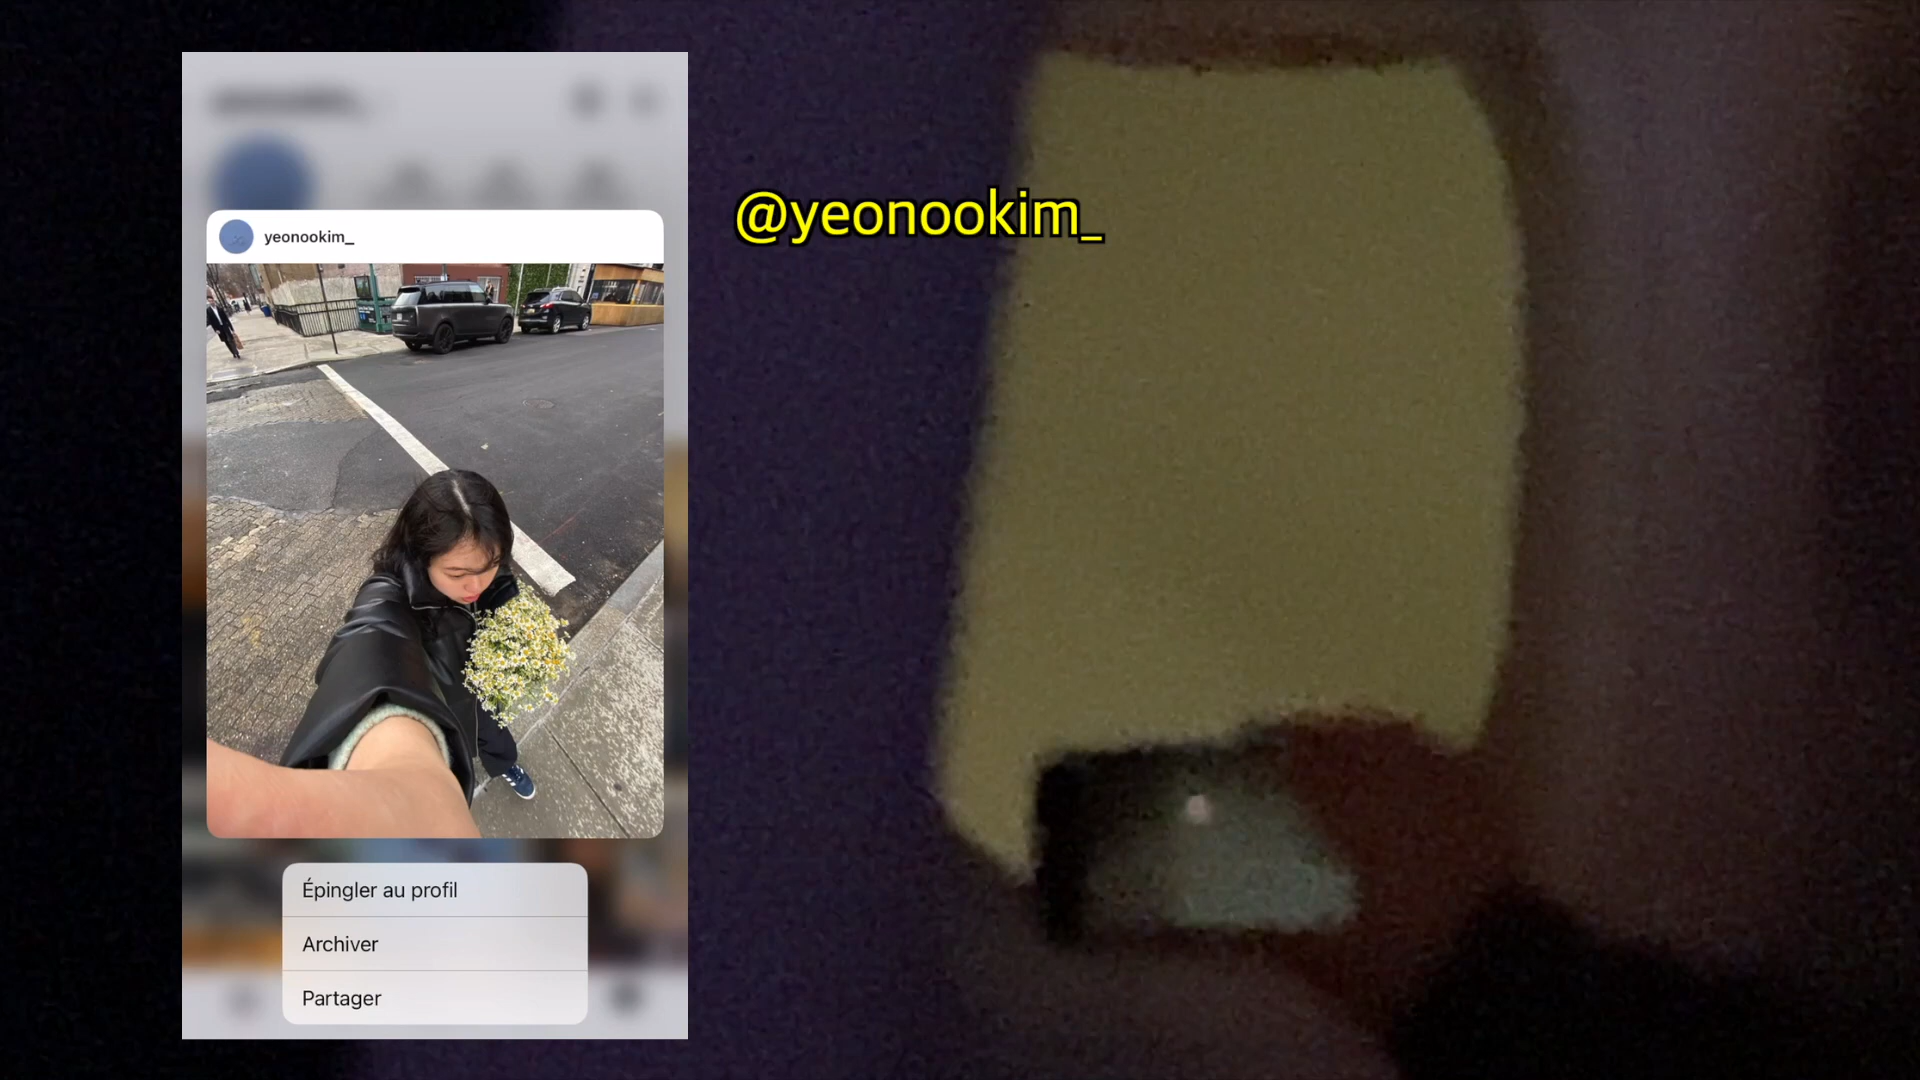 yeonookim_
@yeonookim_
Épingler au profil
Archiver
Partager